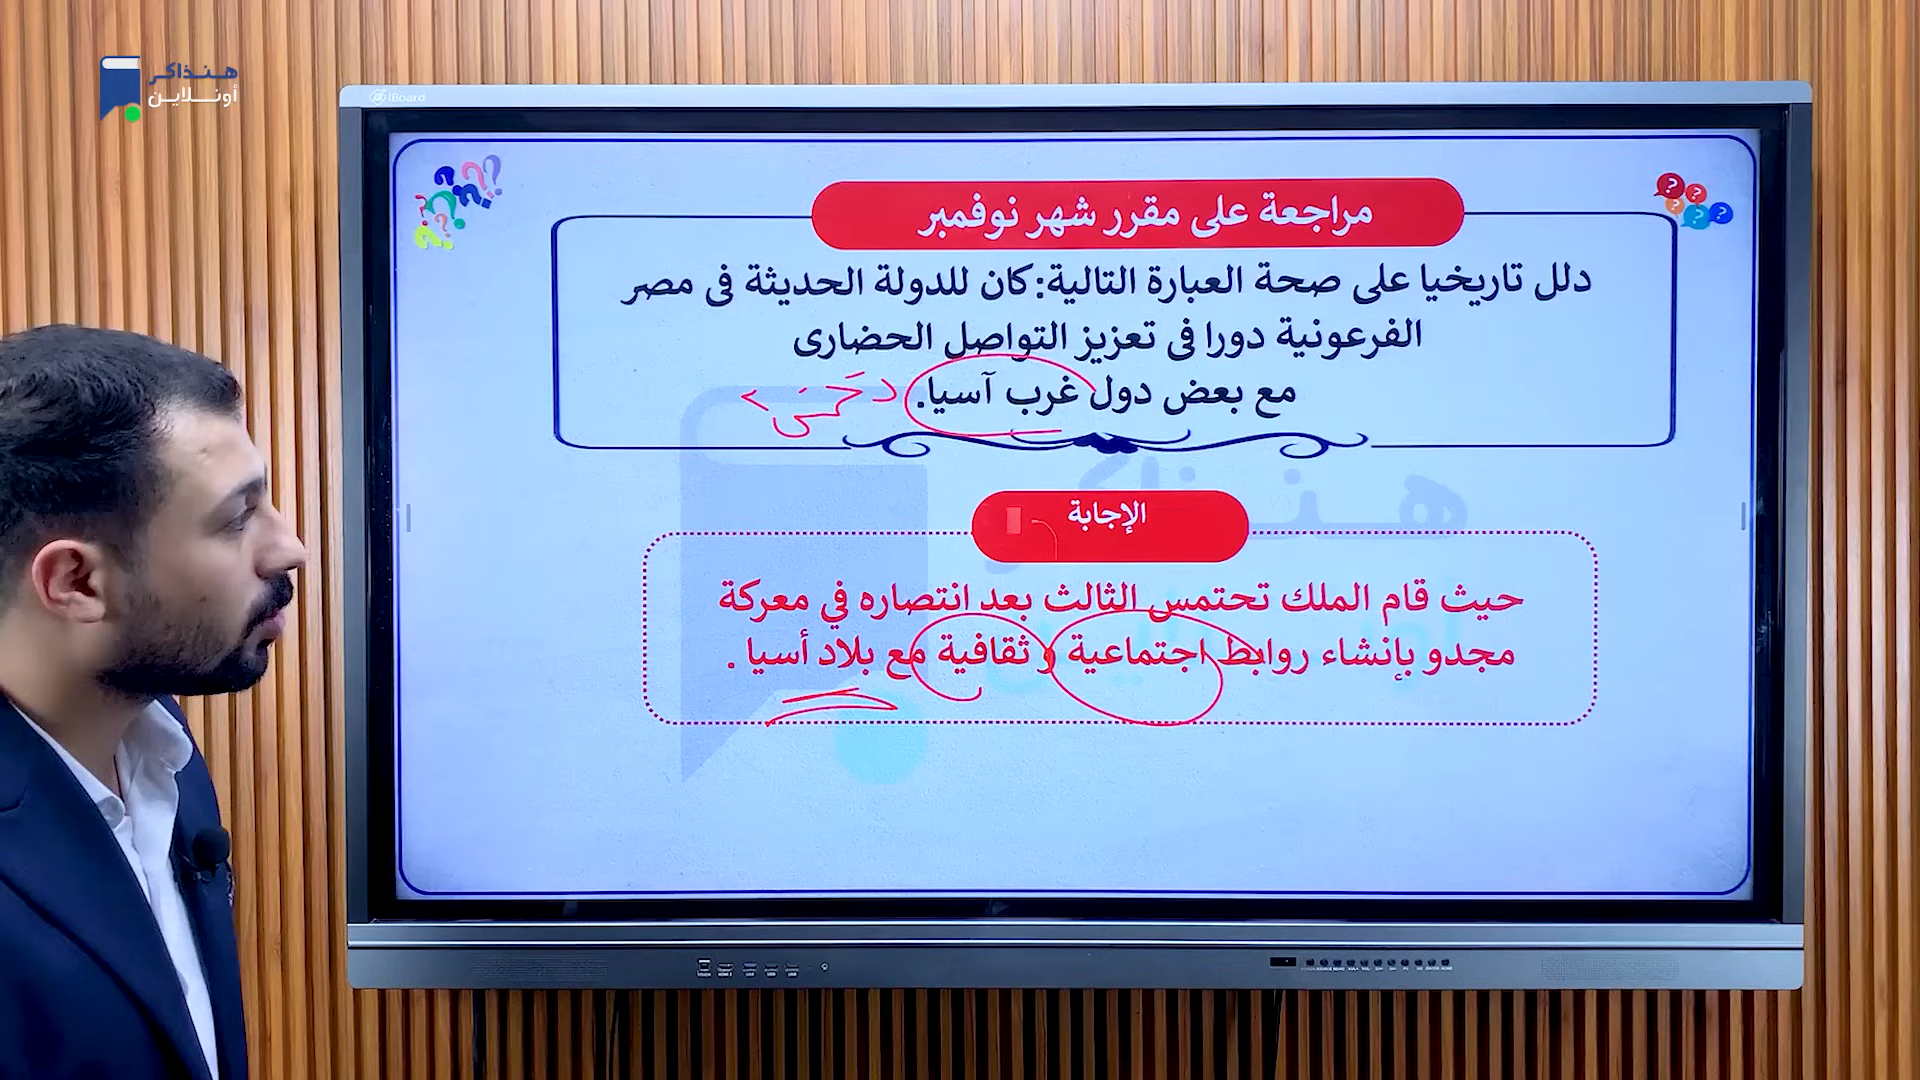 هنذاكر
أونلاين
iBoard
مراجعة على مقرر شهر نوفمبر
دلل تاريخيا على صحة العبارة التالية:كان للدولة الحديثة فى مصر
الفرعونية دورا فى تعزيز التواصل الحضارى
مع بعض دول غرب آسيا.
الإجابة
حيث قام الملك تحتمس الثالث بعد انتصاره في معركة
مجدو بإنشاء روابط اجتماعية و ثقافية مع بلاد أسيا .